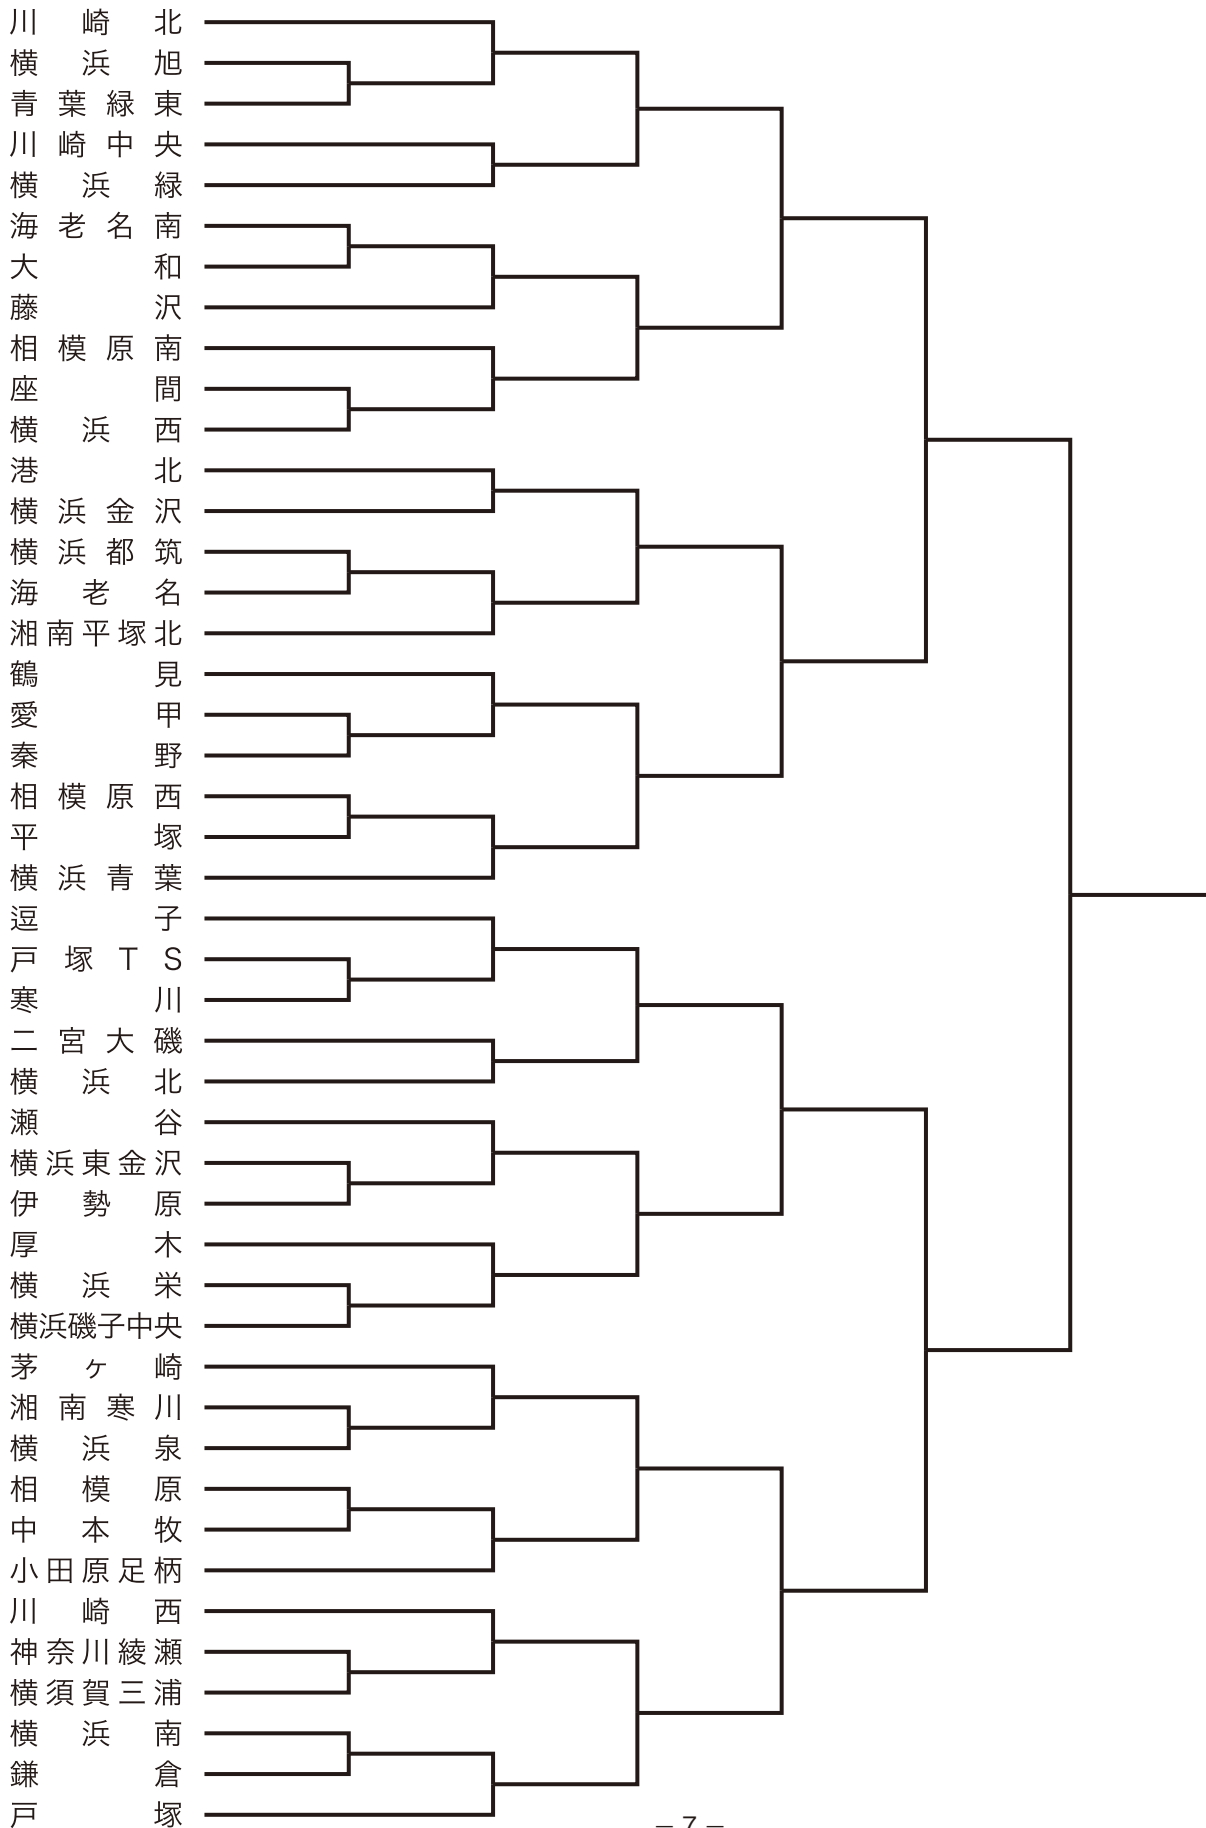 川崎北
横浜旭
青葉緑東
川崎中央
横浜緑
海老名南
大和
藤沢
相模原南
座間
横浜西
港北
横浜金沢
横浜都筑
海老名
湘南平塚北
鶴見
愛甲
秦野
相模原西
平塚
横浜青葉
逗子
戸塚TS
寒川
二宮大磯
横浜北
瀬谷
横浜東金沢
伊勢原
厚木
横浜栄
横浜磯子中央
茅ヶ崎
湘南寒川
横浜泉
相模原
中本牧
小田原足柄
川崎西
神奈川綾瀬
横須賀三浦
横浜南
鎌倉
戸塚
– 7 –